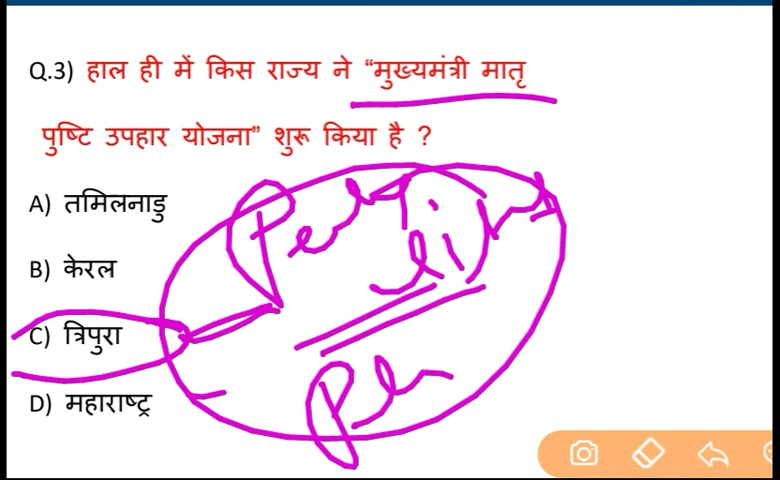 Q.3) हाल ही में किस राज्य ने “मुख्यमंत्री मातृ
पुष्टि उपहार योजना” शुरू किया है ?
A) तमिलनाडु
B) केरल
C) त्रिपुरा
D) महाराष्ट्र